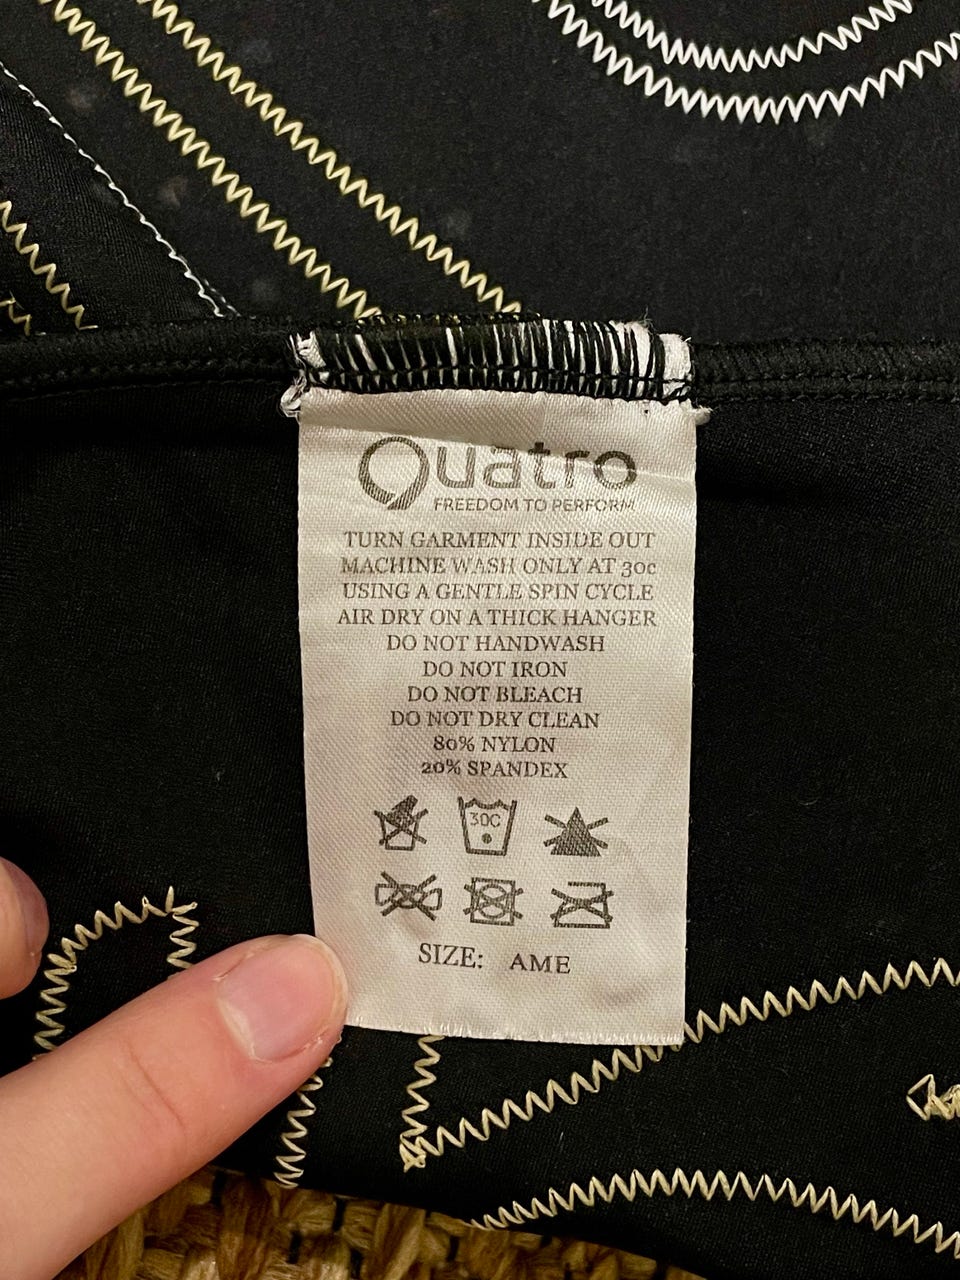 Quatro
FREEDOM TO PERFORM
TURN GARMENT INSIDE OUT
MACHINE WASH ONLY AT 30c
USING A GENTLE SPIN CYCLE
AIR DRY ON A THICK HANGER
DO NOT HANDWASH
DO NOT IRON
DO NOT BLEACH
DO NOT DRY CLEAN
80% NYLON
20% SPANDEX
30C
SIZE: AME